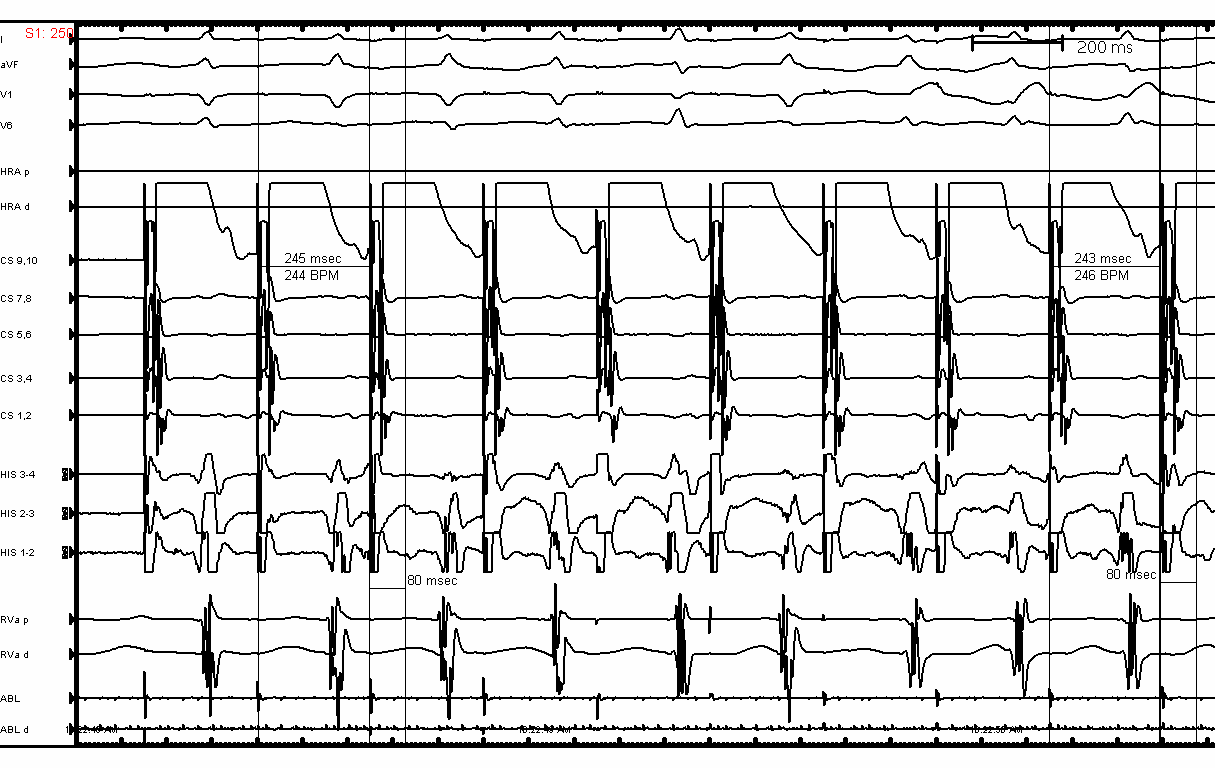 S1: 250
I
200 ms
aVF
V1
V6
HRA p
HRA d
CS 9,10
245 msec
244 BPM
243 msec
246 BPM
CS 7,8
CS 5,6
CS 3,4
CS 1,2
HIS 3-4
HIS 2-3
HIS 1-2
80 msec
80 msec
RVa p
RVa d
ABL
ABL d